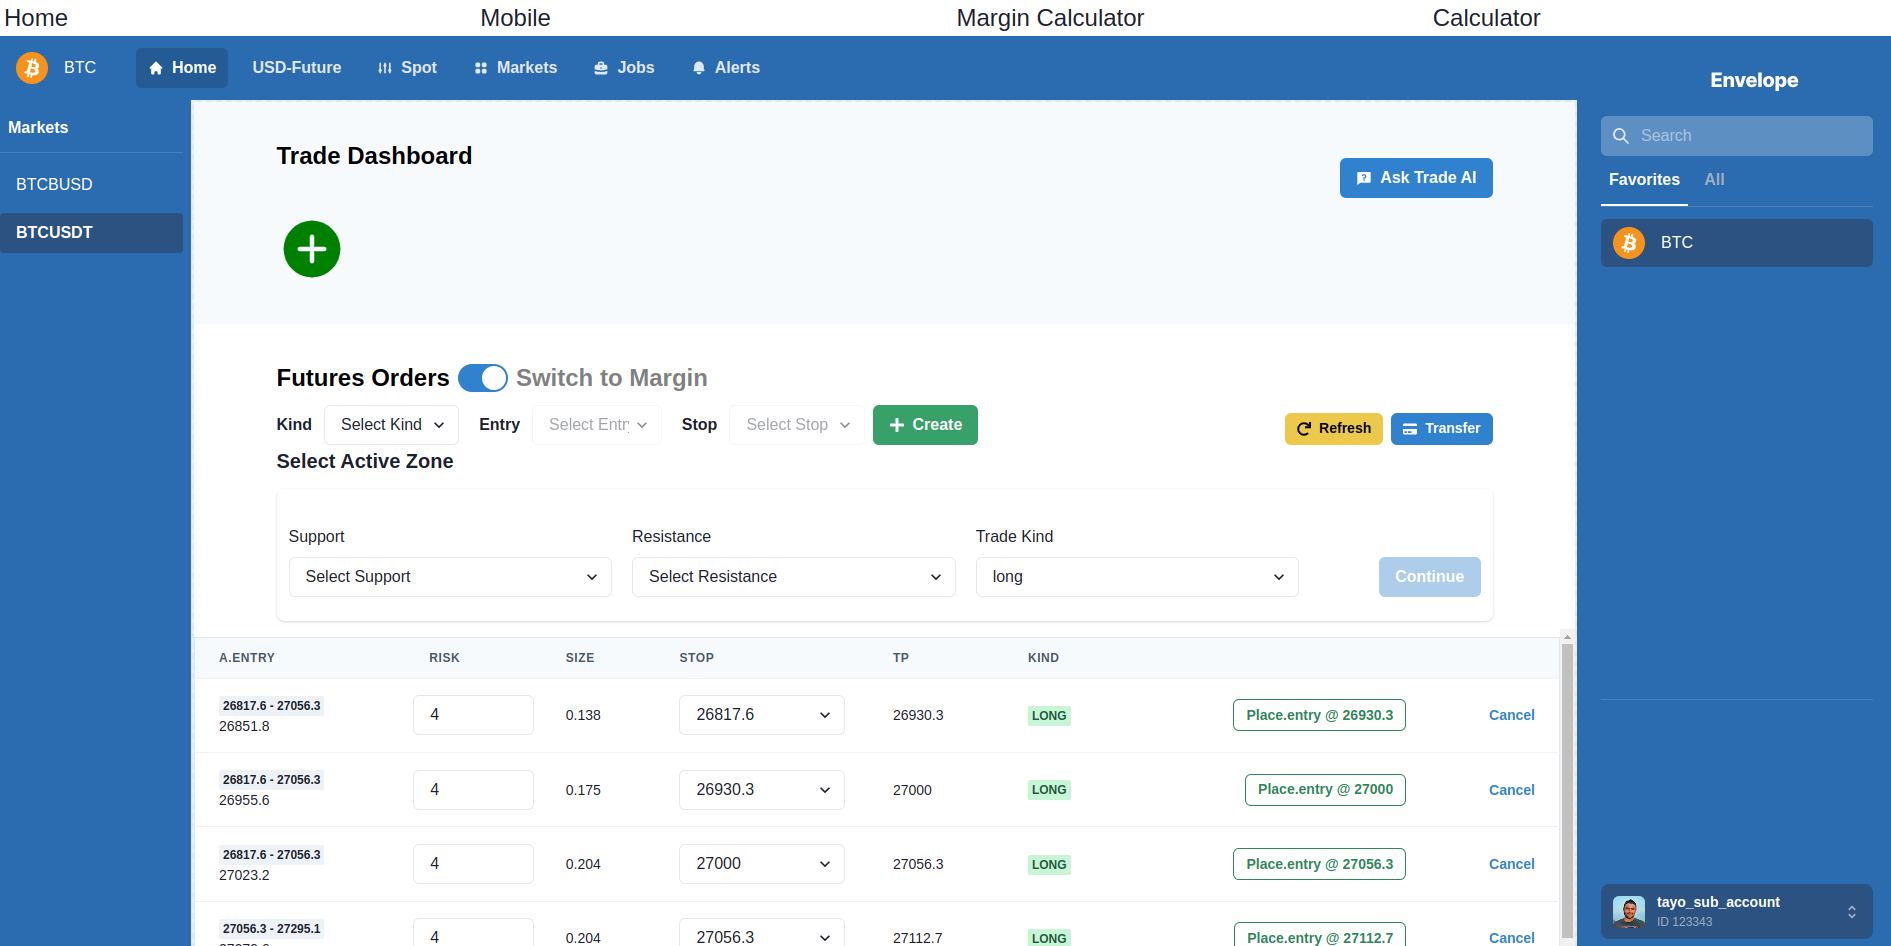 Home Mobile Margin Calculator Calculator
BTC Home USD-Future Spot Markets Jobs Alerts
Envelope
Markets
BTCBUSD
BTCUSDT
Trade Dashboard
Ask Trade AI
Search
Favorites All
BTC
Futures Orders Switch to Margin
Kind Select Kind Entry Select Entry Stop Select Stop Create Refresh Transfer
Select Active Zone
Support Resistance Trade Kind
Select Support Select Resistance long Continue
A.ENTRY RISK SIZE STOP TP KIND
26817.6 - 27056.3
26851.8 4 0.138 26817.6 26930.3 LONG Place.entry @ 26930.3 Cancel
26817.6 - 27056.3
26955.6 4 0.175 26930.3 27000 LONG Place.entry @ 27000 Cancel
26817.6 - 27056.3
27023.2 4 0.204 27000 27056.3 LONG Place.entry @ 27056.3 Cancel
27056.3 - 27295.1
4 0.204 27056.3 27112.7 LONG Place.entry @ 27112.7 Cancel
tayo_sub_account
ID 123343